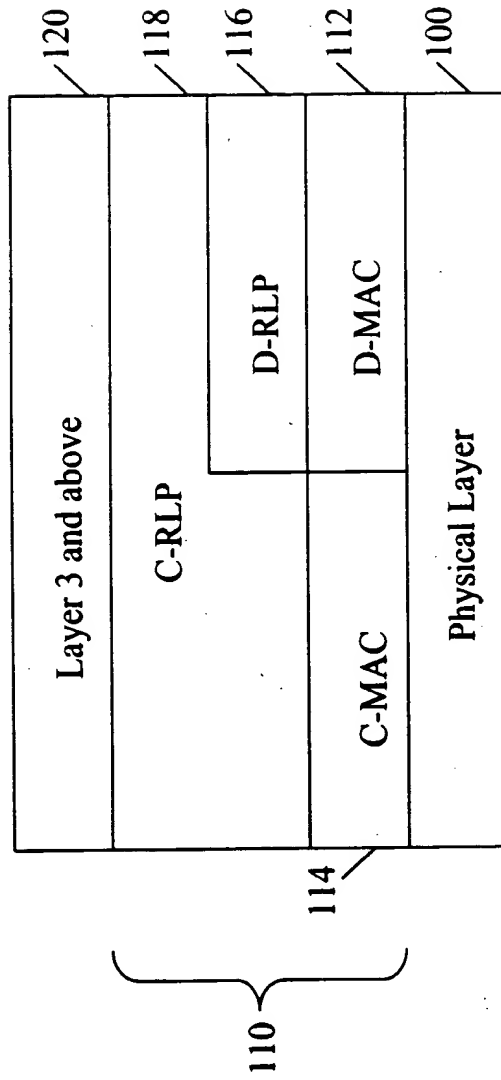 Layer 3 and above
120
C-RLP
118
D-RLP
116
C-MAC
D-MAC
112
114
Physical Layer
100
110